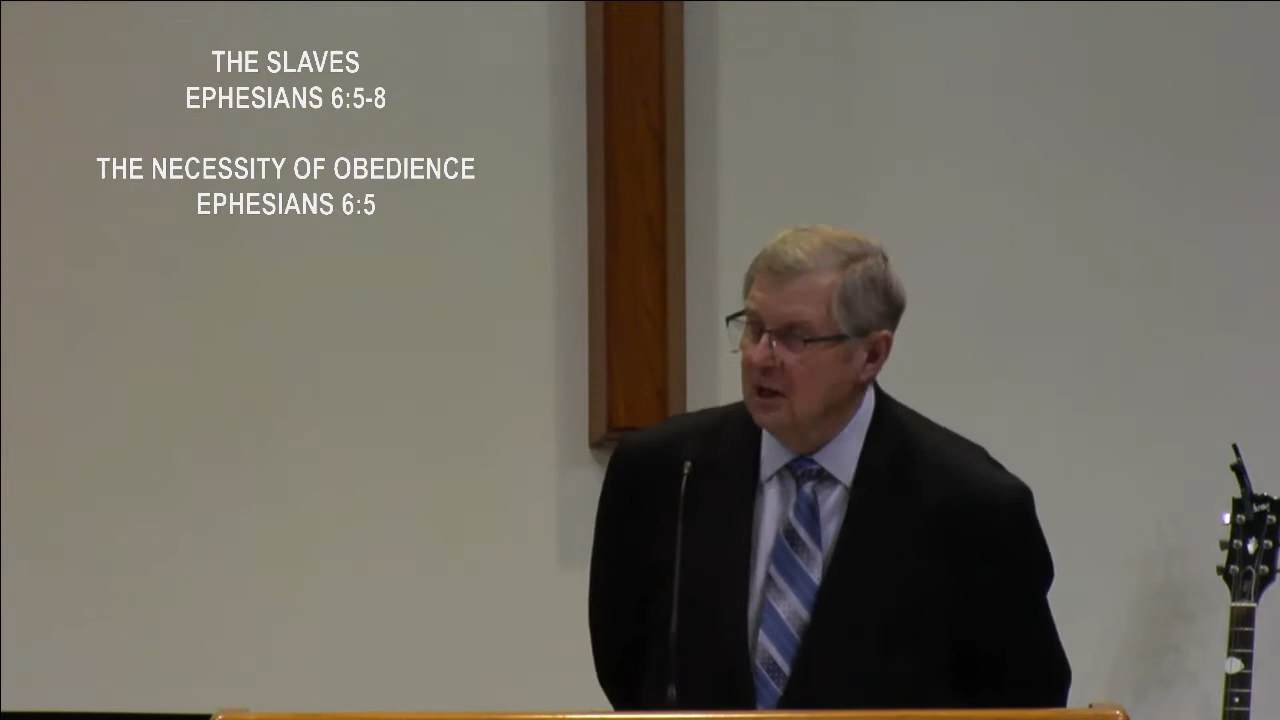 THE SLAVES
EPHESIANS 6:5-8
THE NECESSITY OF OBEDIENCE
EPHESIANS 6:5